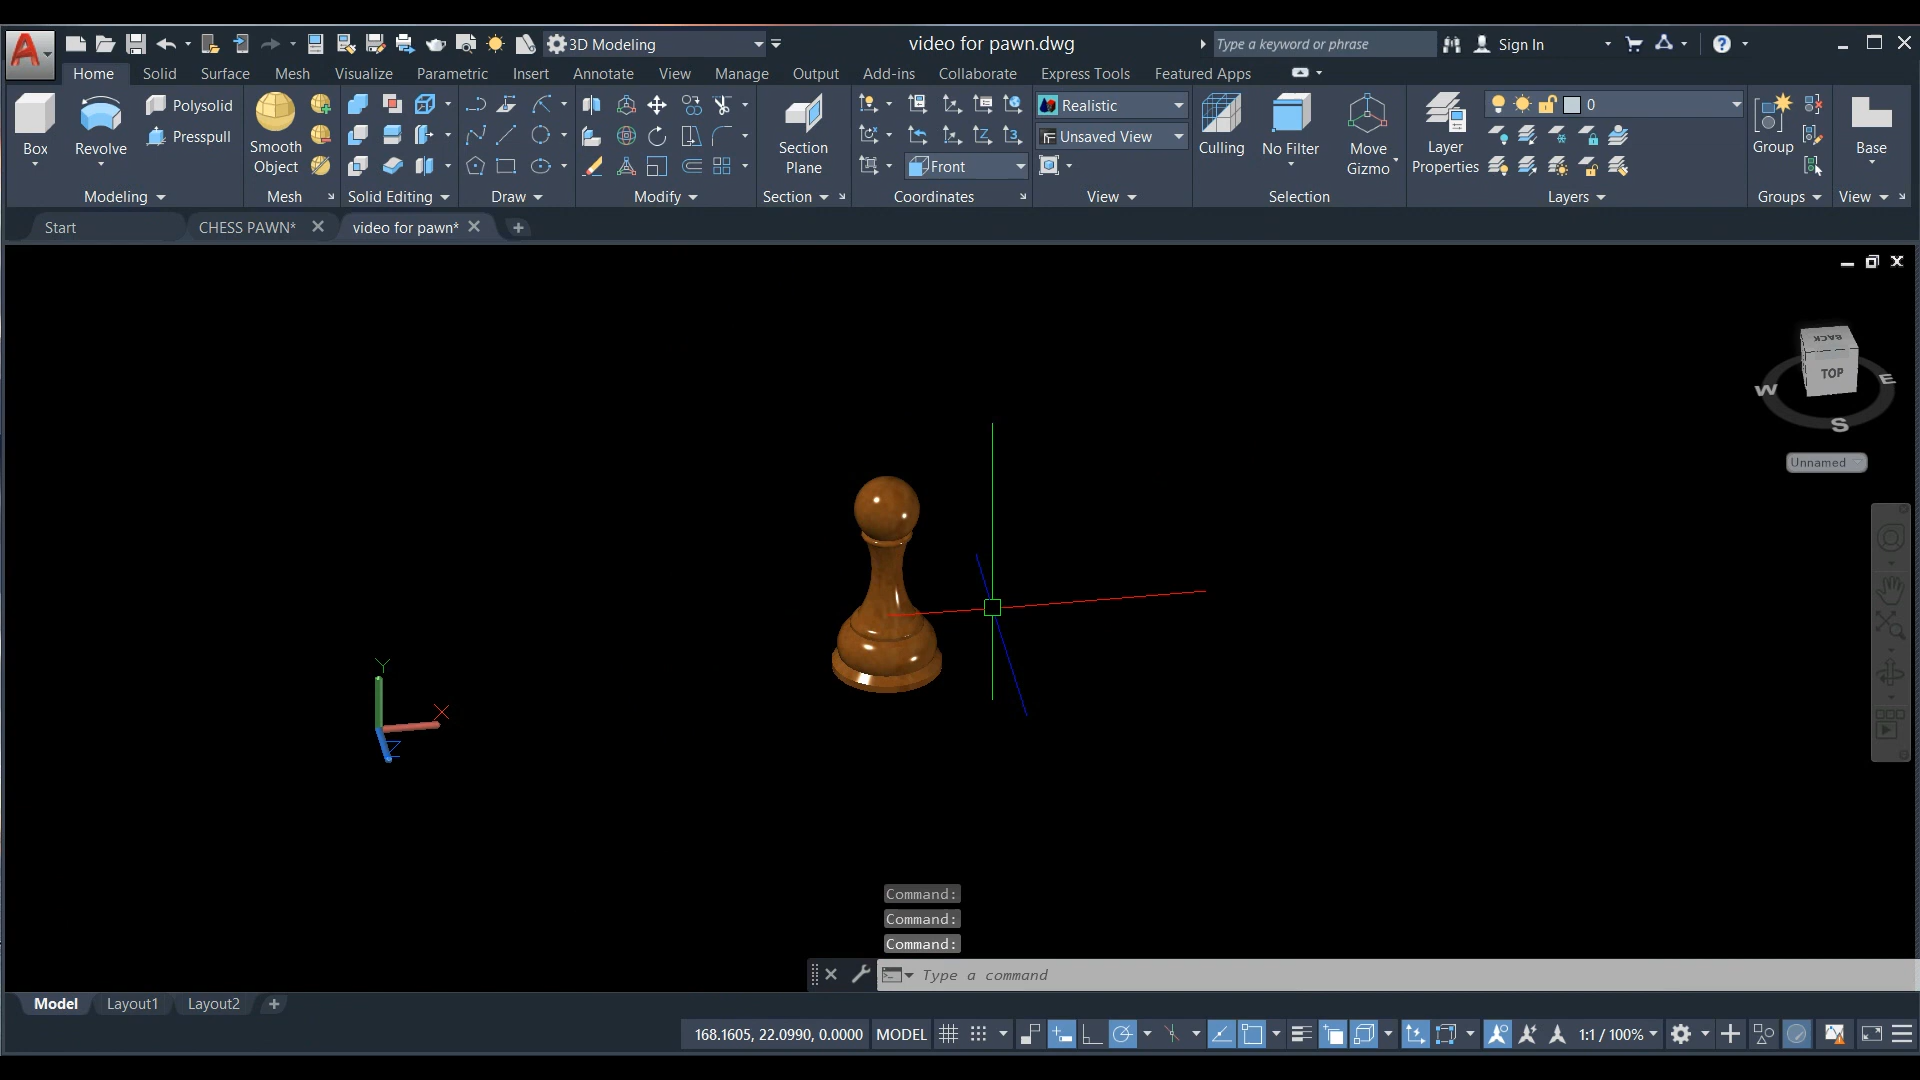 3D Modeling
video for pawn.dwg
Type a keyword or phrase
Sign In
Home Solid Surface Mesh Visualize Parametric Insert Annotate View Manage Output Add-ins Collaborate Express Tools Featured Apps
Box
Revolve
Polysolid
Presspull
Smooth
Object
Section
Plane
Front
Realistic
Unsaved View
Culling
No Filter
Move
Gizmo
Layer
Properties
0
Group
Base
Modeling Mesh Solid Editing Draw Modify Section Coordinates View Selection Layers Groups View
Start CHESS PAWN* video for pawn*
BACK
TOP
W
E
S
Unnamed
Y
X
Z
Command:
Command:
Command:
Type a command
Model Layout1 Layout2
168.1605, 22.0990, 0.0000 MODEL 1:1 / 100%